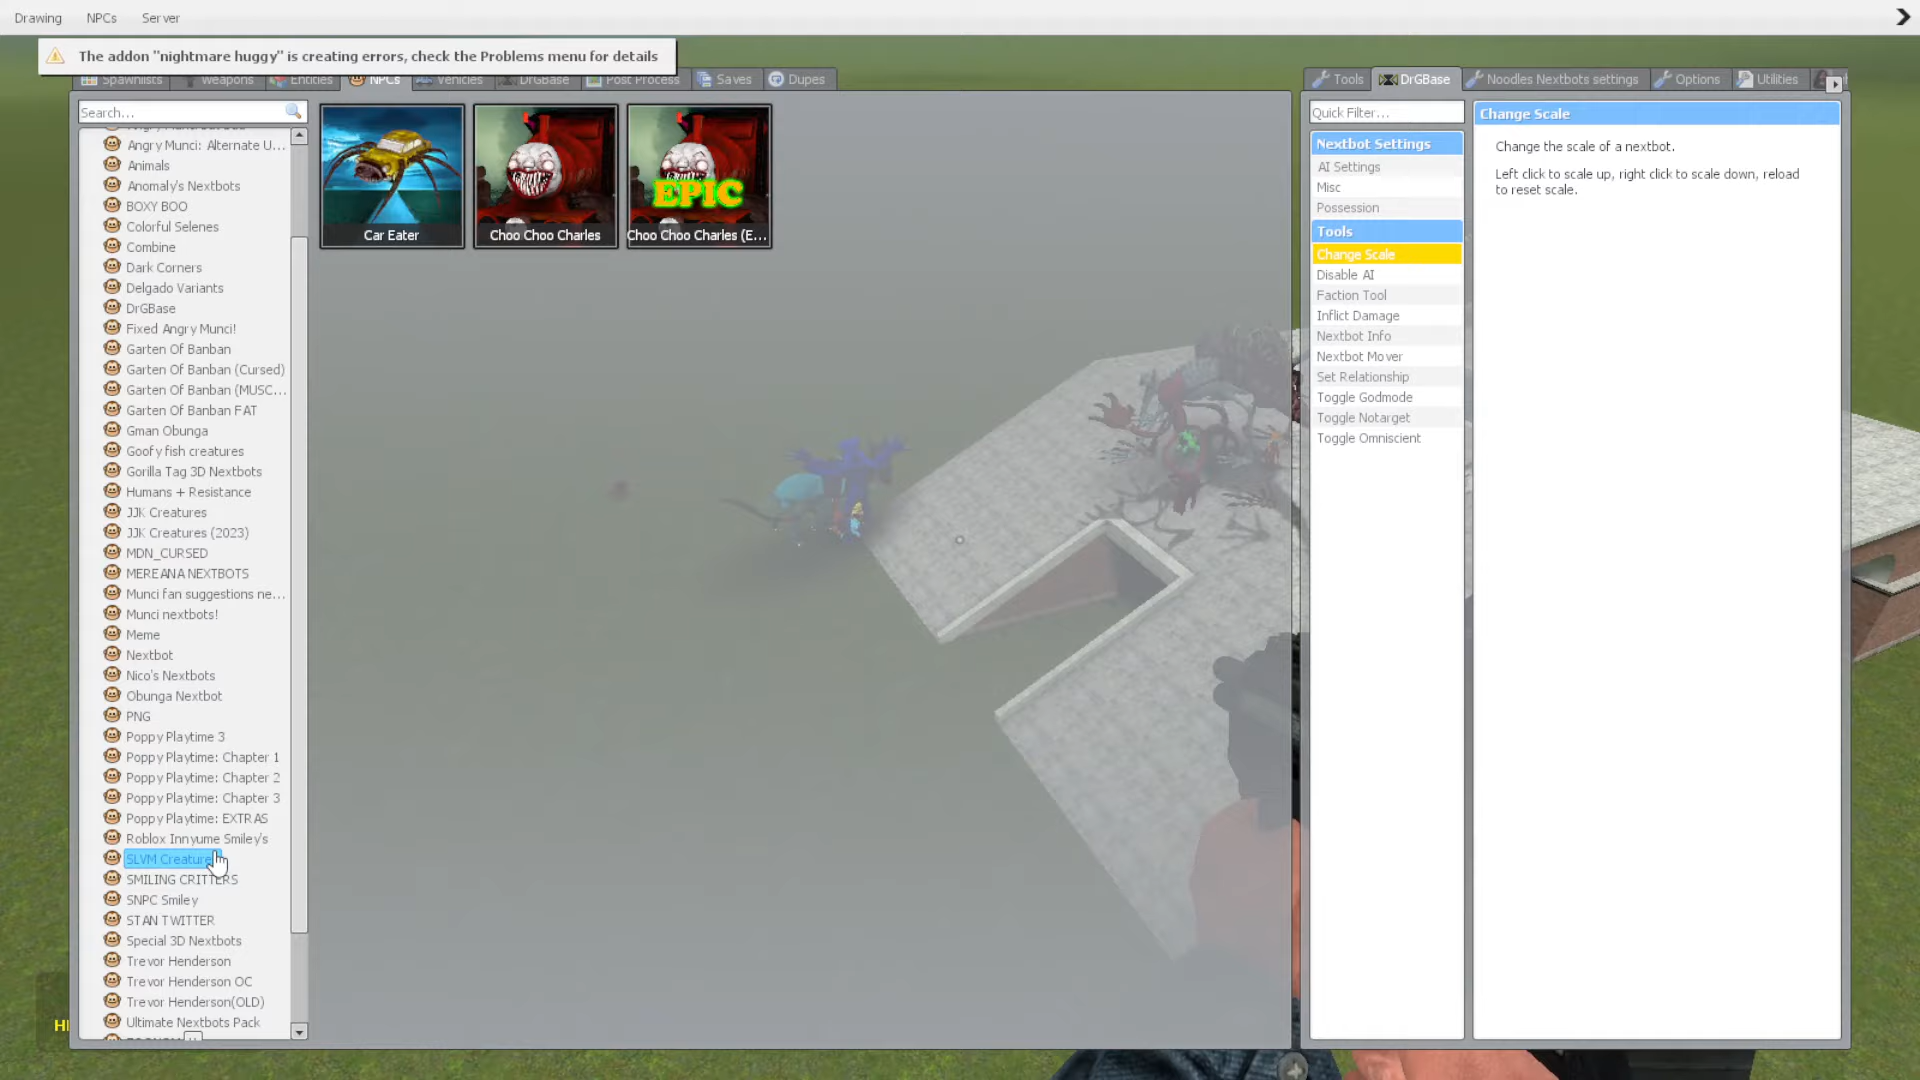 Drawing NPCs Server
The addon "nightmare huggy" is creating errors, check the Problems menu for details
Spawnlists Weapons Entities NPCs Vehicles DrGBase Post Process Saves Dupes
Tools DrGBase Noodles Nextbots settings Options Utilities
Search...
Angry Munci: Alternate U...
Animals
Anomaly's Nextbots
BOXY BOO
Colorful Selenes
Combine
Dark Corners
Delgado Variants
DrGBase
Fixed Angry Munci!
Garten Of Banban
Garten Of Banban (Cursed)
Garten Of Banban (MUSC...
Garten Of Banban FAT
Gman Obunga
Goofy fish creatures
Gorilla Tag 3D Nextbots
Humans + Resistance
JJK Creatures
JJK Creatures (2023)
MDN_CURSED
MEREANA NEXTBOTS
Munci fan suggestions ne...
Munci nextbots!
Meme
Nextbot
Nico's Nextbots
Obunga Nextbot
PNG
Poppy Playtime 3
Poppy Playtime: Chapter 1
Poppy Playtime: Chapter 2
Poppy Playtime: Chapter 3
Poppy Playtime: EXTRAS
Roblox Innyume Smiley's
SLVM Creature
SMILING CRITTERS
SNPC Smiley
STAN TWITTER
Special 3D Nextbots
Trevor Henderson
Trevor Henderson OC
Trevor Henderson(OLD)
Ultimate Nextbots Pack
Car Eater
Choo Choo Charles
EPIC
Choo Choo Charles (E...
Quick Filter...
Nextbot Settings
AI Settings
Misc
Possession
Tools
Change Scale
Disable AI
Faction Tool
Inflict Damage
Nextbot Info
Nextbot Mover
Set Relationship
Toggle Godmode
Toggle Notarget
Toggle Omniscient
Change Scale
Change the scale of a nextbot.
Left click to scale up, right click to scale down, reload
to reset scale.